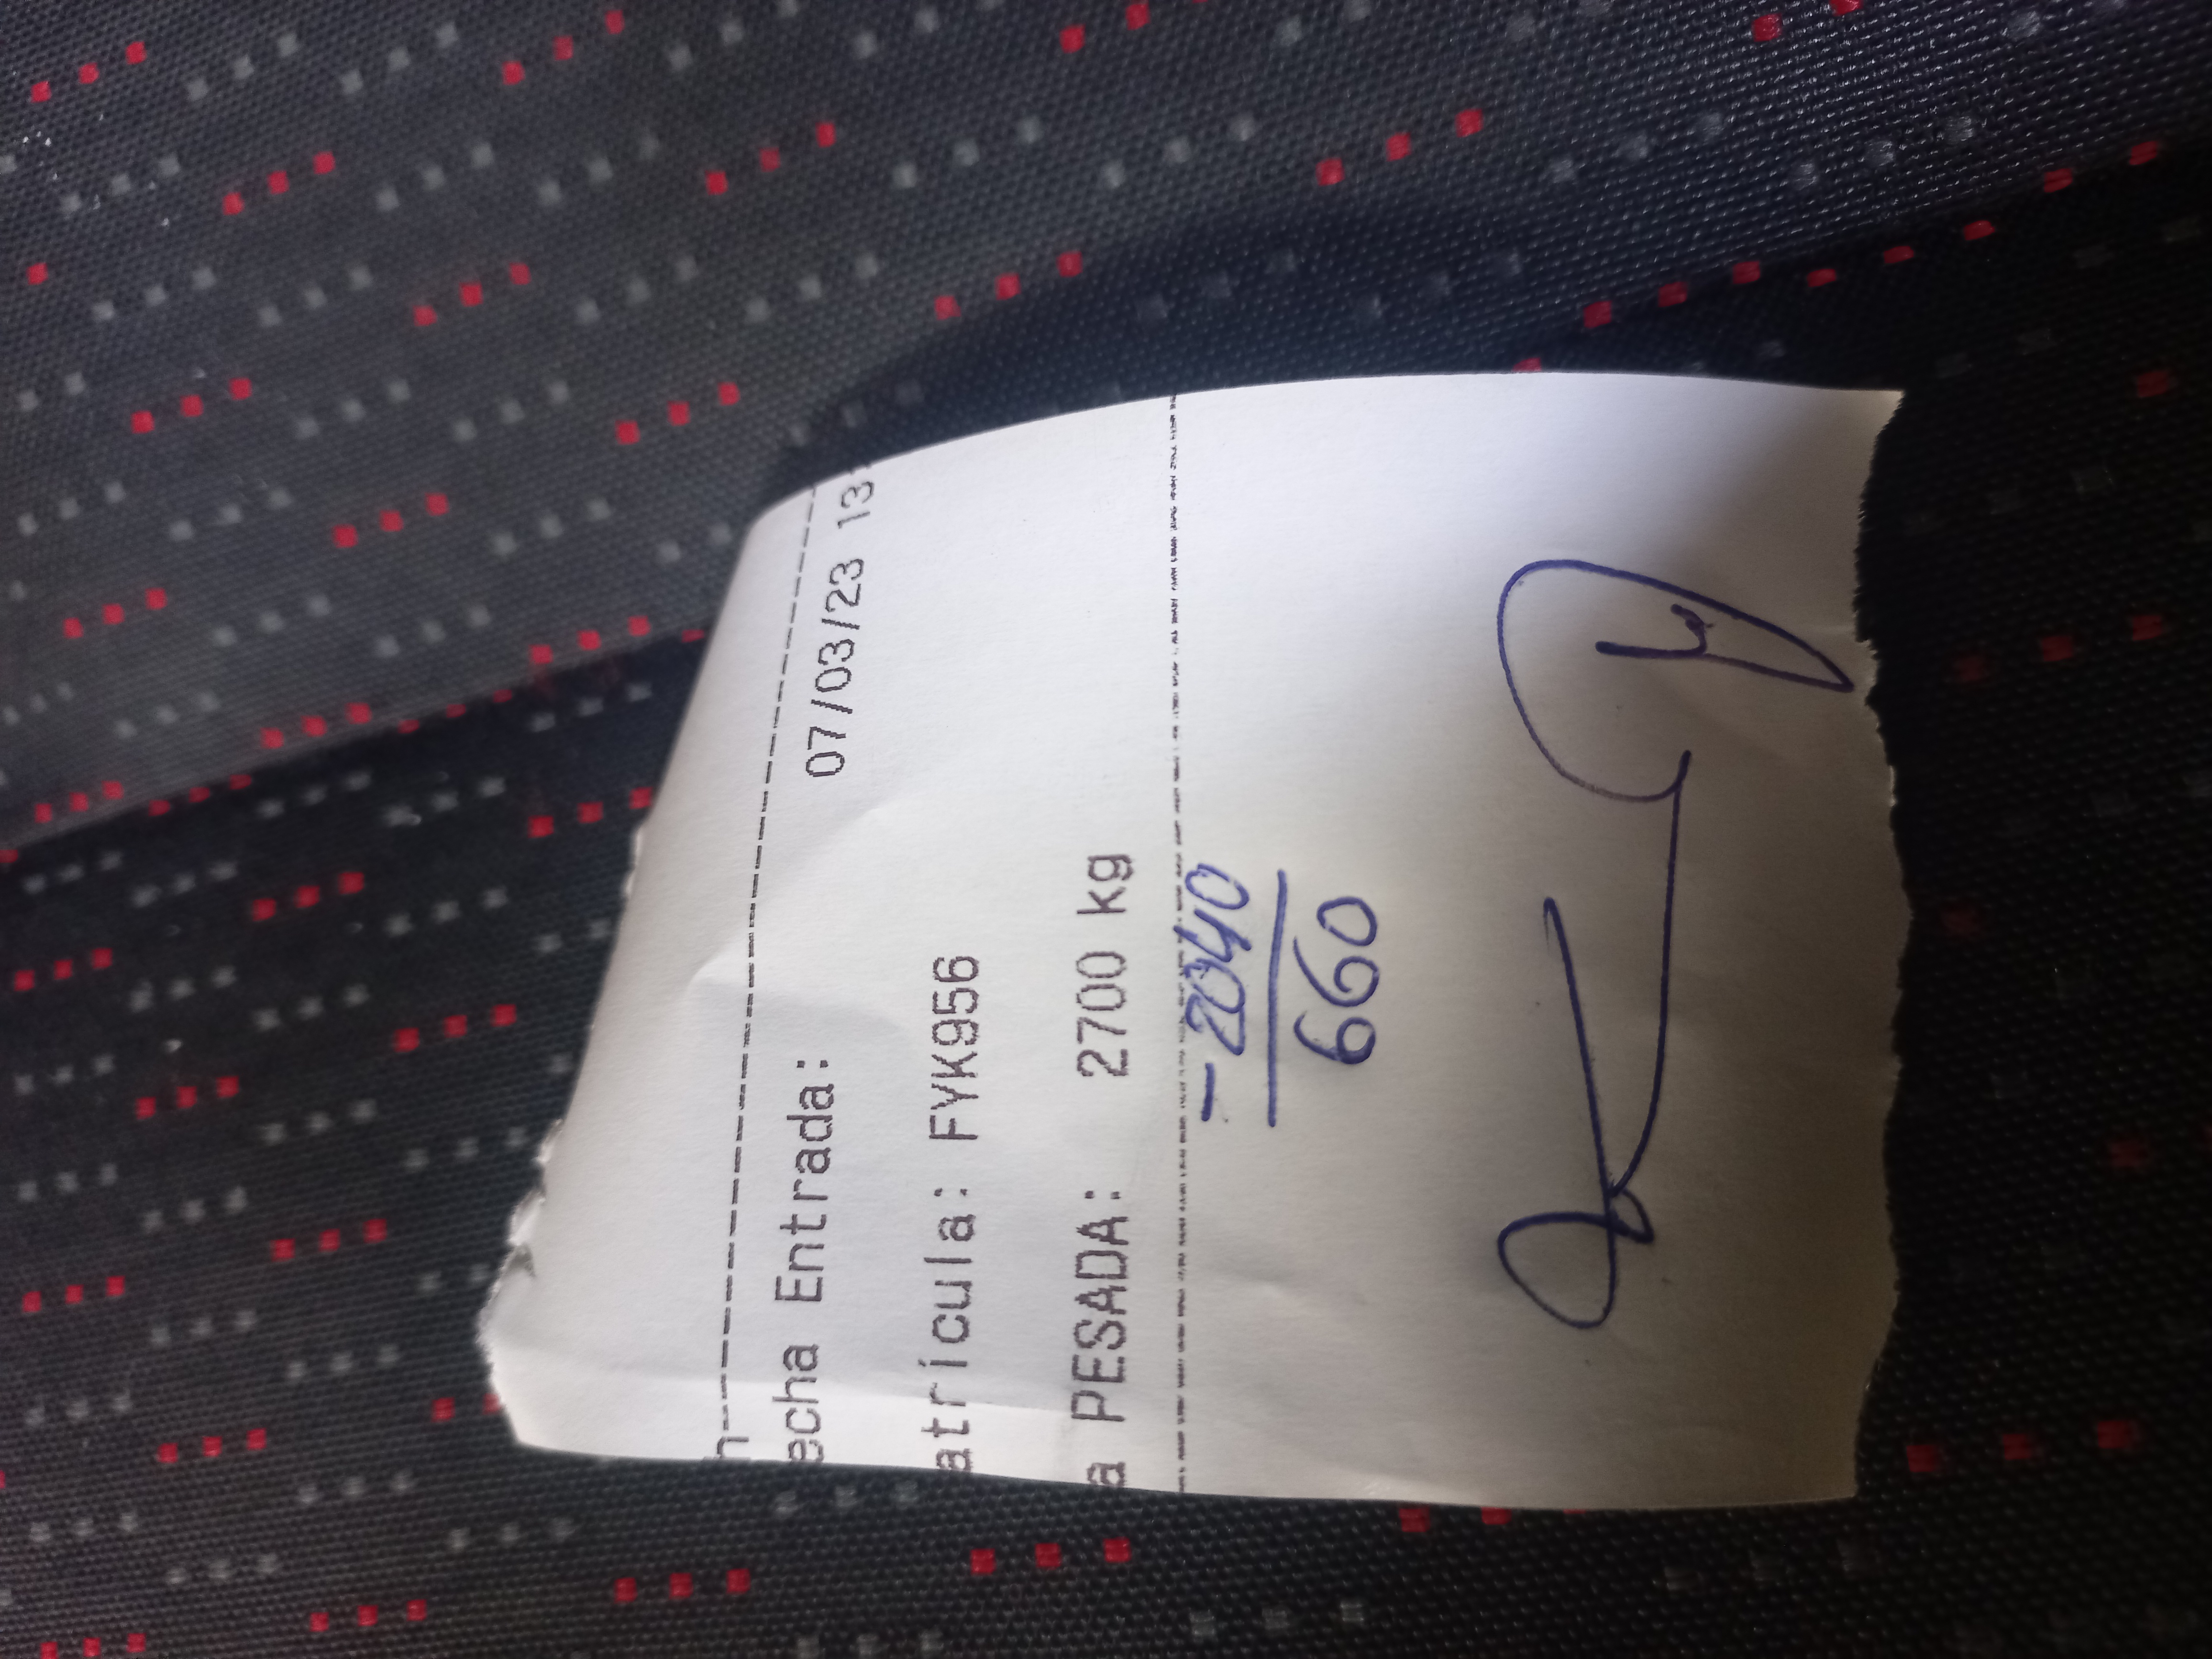 echa Entrada: 07/03/23 13
atrícula: FYK956
a PESADA: 2700 kg
-2040
660